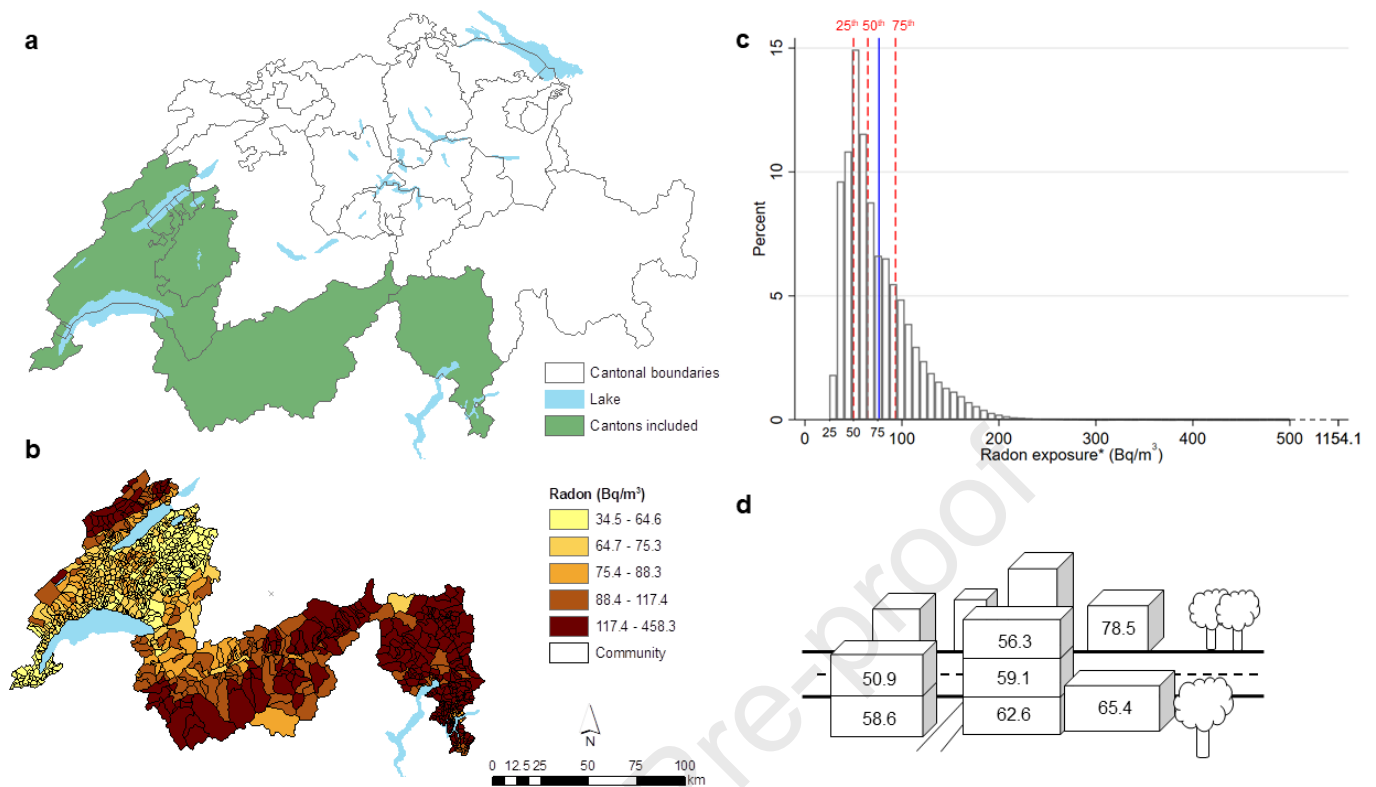 a
Cantonal boundaries
Lake
Cantons included
b
Radon (Bq/m³)
34.5 - 64.6
64.7 - 75.3
75.4 - 88.3
88.4 - 117.4
117.4 - 458.3
Community
N
0 12.5 25 50 75 100
km
c
25th 50th 75th
15
10
5
0
Percent
0 25 50 75 100 200 300 400 500 1154.1
Radon exposure* (Bq/m³)
d
56.3
78.5
50.9
59.1
58.6
62.6
65.4
Pre-proof